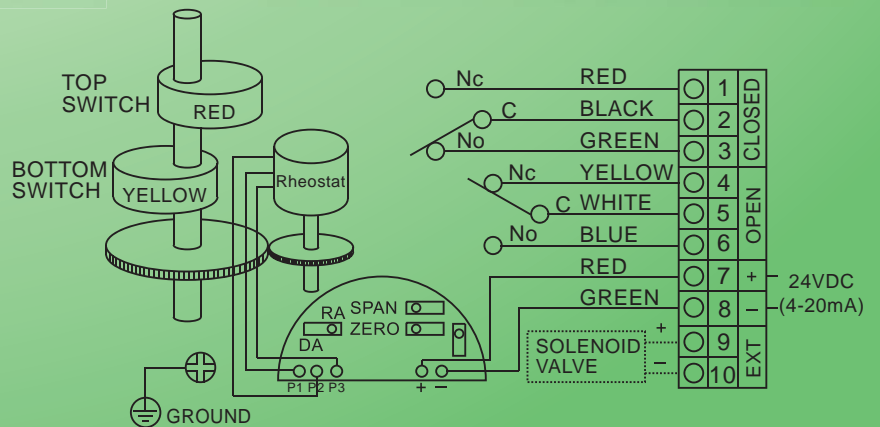 TOP
SWITCH
RED
BOTTOM
SWITCH
YELLOW
Rheostat
GROUND
RA SPAN
ZERO
DA
P1 P2 P3
+ −
Nc RED 1
C BLACK 2
No GREEN 3
CLOSED
Nc YELLOW 4
C WHITE 5
No BLUE 6
OPEN
RED 7 +
GREEN 8 −
24VDC
(4-20mA)
SOLENOID
VALVE
+ 9
− 10
EXT